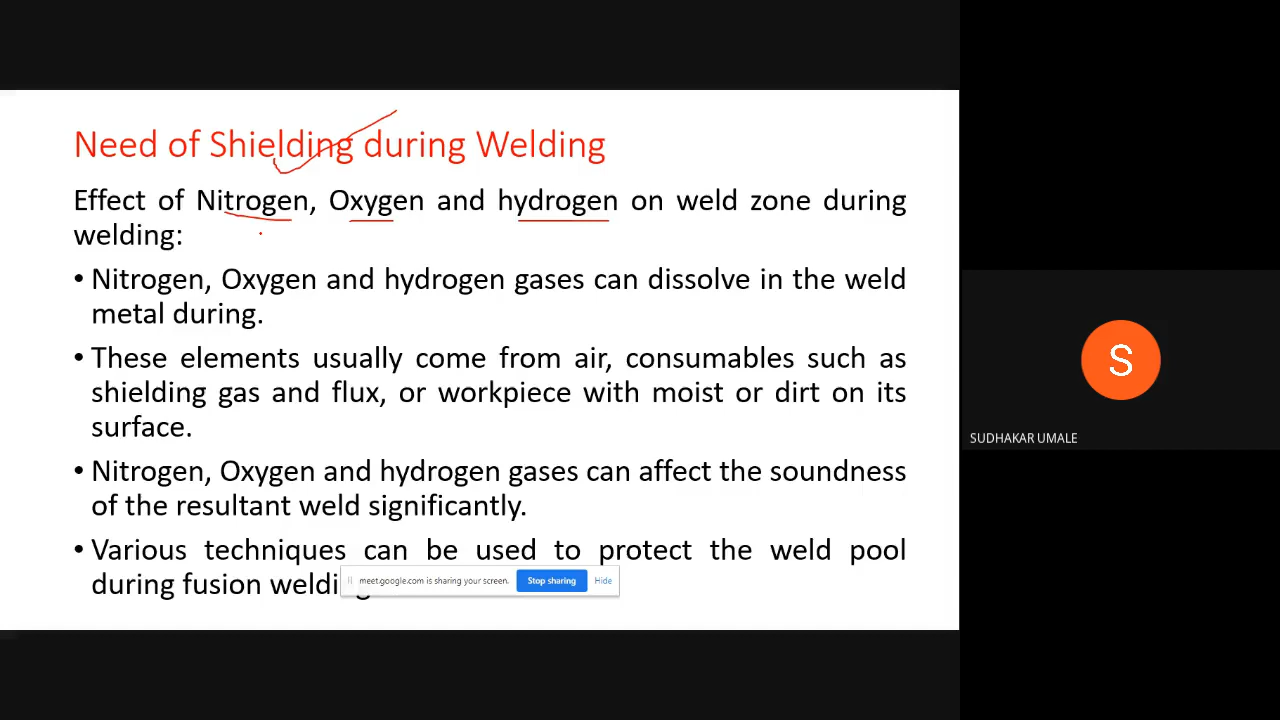 Need of Shielding during Welding
Effect of Nitrogen, Oxygen and hydrogen on weld zone during
welding:
• Nitrogen, Oxygen and hydrogen gases can dissolve in the weld
metal during.
• These elements usually come from air, consumables such as
shielding gas and flux, or workpiece with moist or dirt on its
surface.
• Nitrogen, Oxygen and hydrogen gases can affect the soundness
of the resultant weld significantly.
• Various techniques can be used to protect the weld pool
during fusion
meet.google.com is sharing your screen.
Stop sharing
Hide
S
SUDHAKAR UMALE